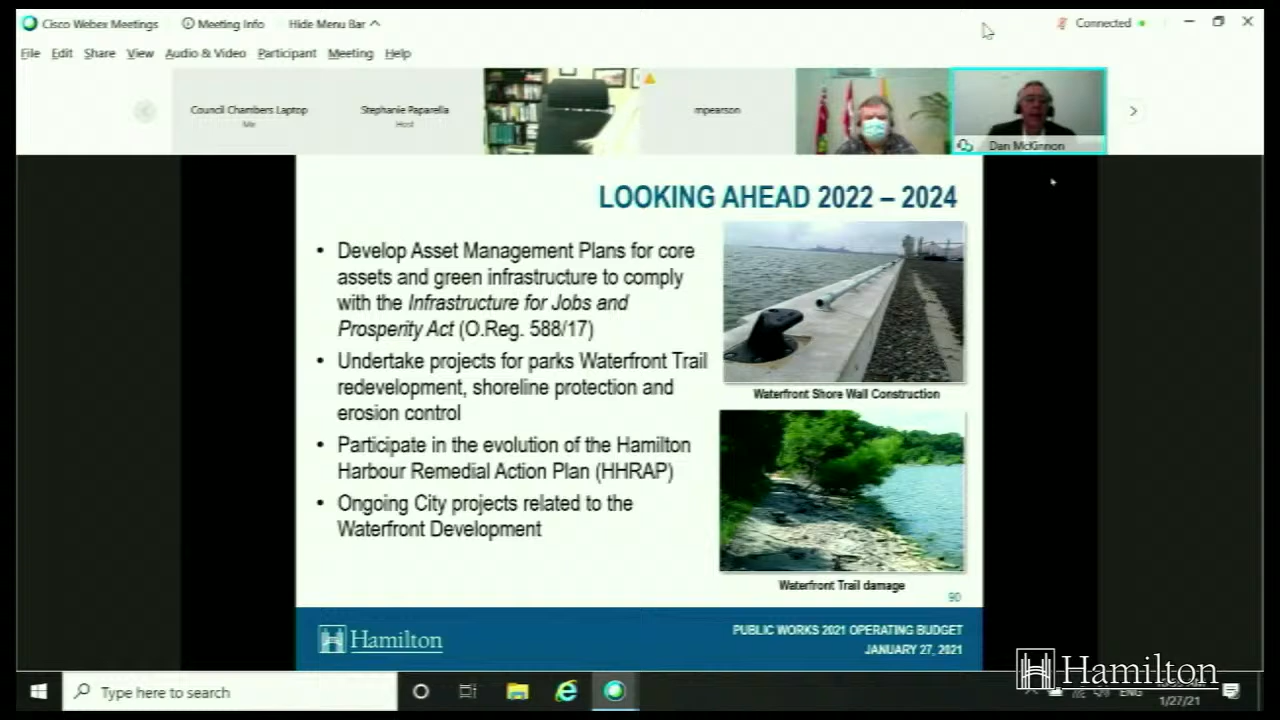 Cisco Webex Meetings
Meeting Info
Hide Menu Bar
Connected
File Edit Share View Audio & Video Participant Meeting Help
Council Chambers Laptop
Me
Stephanie Paparella
Host
mpearson
Dan McKinnon
LOOKING AHEAD 2022 – 2024
• Develop Asset Management Plans for core
assets and green infrastructure to comply
with the Infrastructure for Jobs and
Prosperity Act (O.Reg. 588/17)
• Undertake projects for parks Waterfront Trail
redevelopment, shoreline protection and
erosion control
• Participate in the evolution of the Hamilton
Harbour Remedial Action Plan (HHRAP)
• Ongoing City projects related to the
Waterfront Development
Waterfront Shore Wall Construction
Waterfront Trail damage
90
Hamilton
PUBLIC WORKS 2021 OPERATING BUDGET
JANUARY 27, 2021
Hamilton
Type here to search
ENG
1/27/21